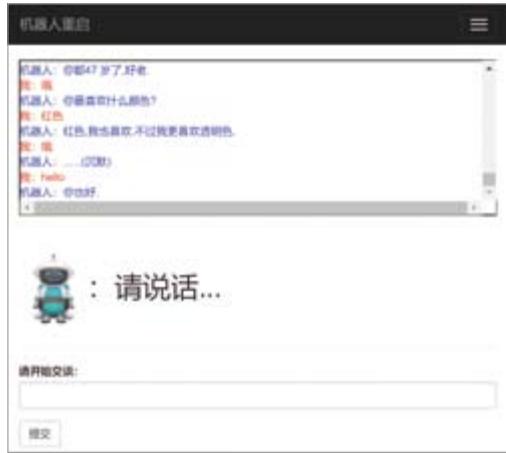 机器人重启
机器人: 你都47 岁了,好老.
我: 哦
机器人: 你最喜欢什么颜色?
我: 红色
机器人: 红色,我也喜欢.不过我更喜欢透明色.
我: 哦
机器人: ......(沉默)
我: hello
机器人: 你也好.
: 请说话...
请开始交谈:
提交